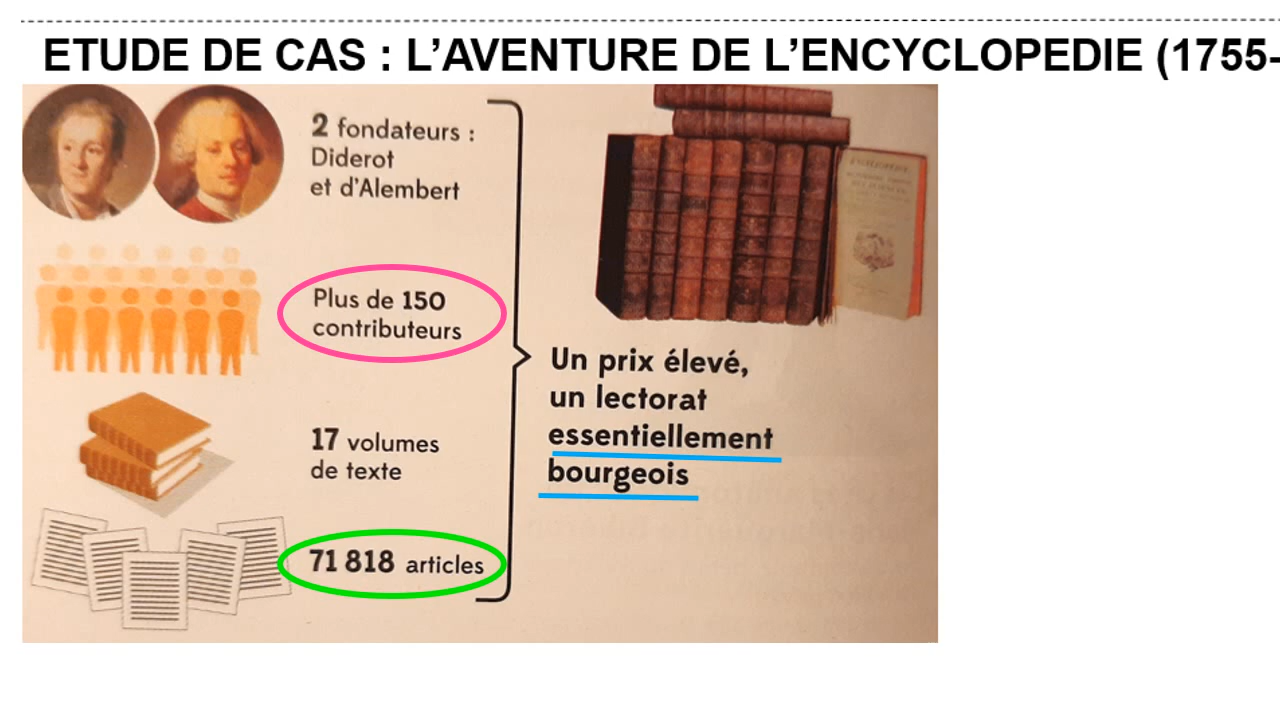 ETUDE DE CAS : L’AVENTURE DE L’ENCYCLOPEDIE (1755-
2 fondateurs :
Diderot
et d'Alembert
Plus de 150
contributeurs
17 volumes
de texte
71 818 articles
Un prix élevé,
un lectorat
essentiellement
bourgeois